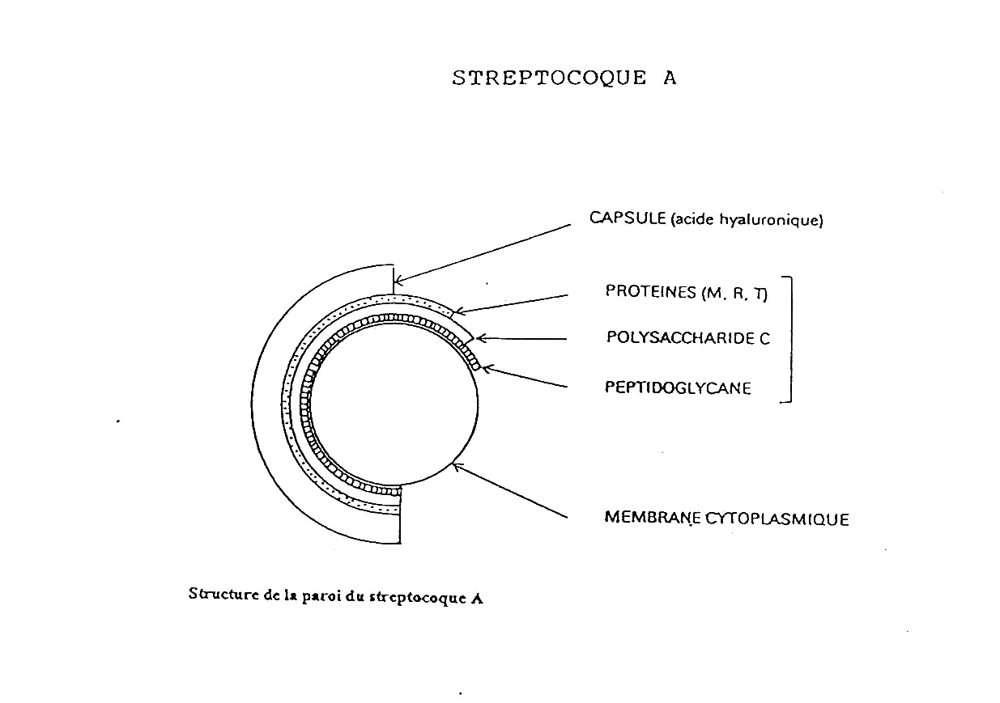 STREPTOCOQUE A
CAPSULE (acide hyaluronique)
PROTEINES (M, R, T)
POLYSACCHARIDE C
PEPTIDOGLYCANE
MEMBRANE CYTOPLASMIQUE
Structure de la paroi du streptocoque A